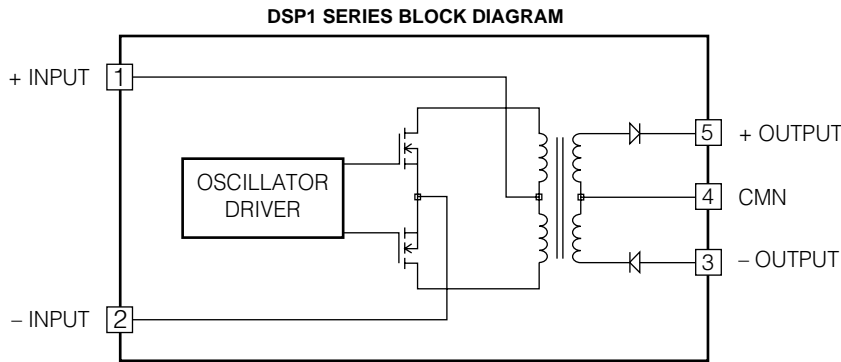 DSP1 SERIES BLOCK DIAGRAM
+ INPUT 1
5 + OUTPUT
OSCILLATOR
DRIVER
4 CMN
3 – OUTPUT
– INPUT 2